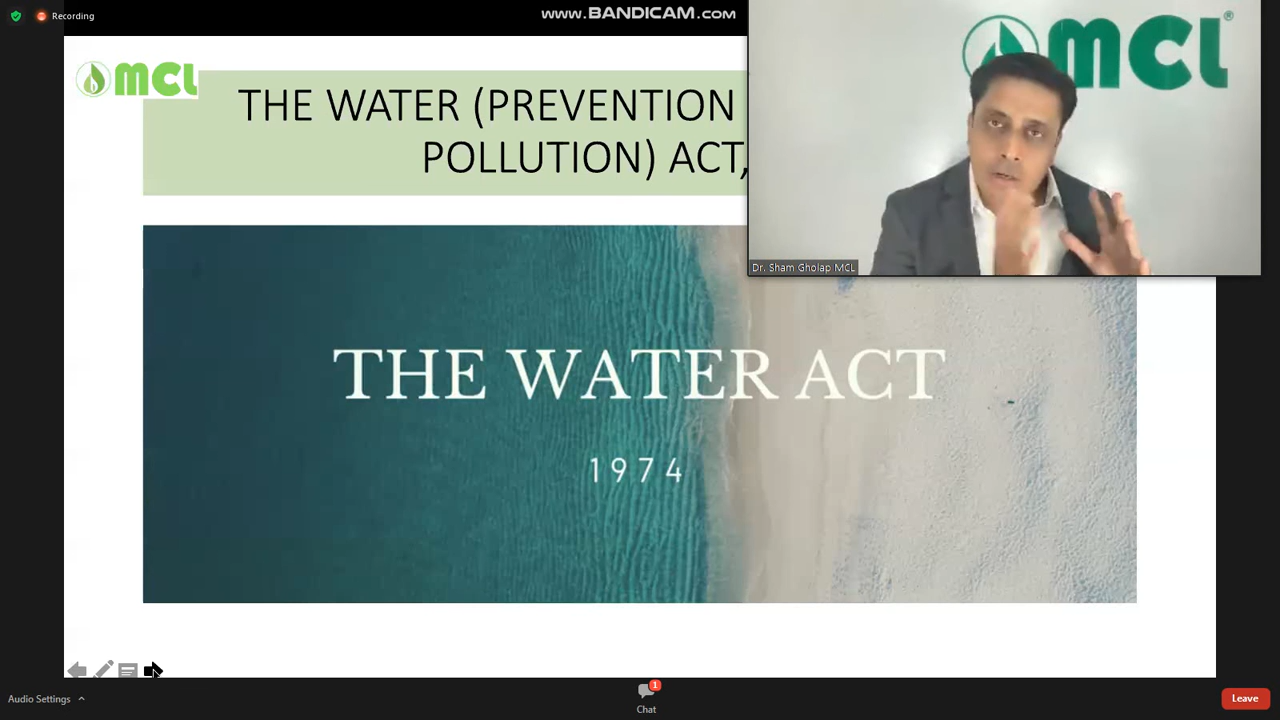 Recording
www.BANDICAM.com
MCL
MCL®
THE WATER (PREVENTION
POLLUTION) ACT,
Dr. Sham Gholap MCL
THE WATER ACT
1974
Audio Settings
1
Chat
Leave